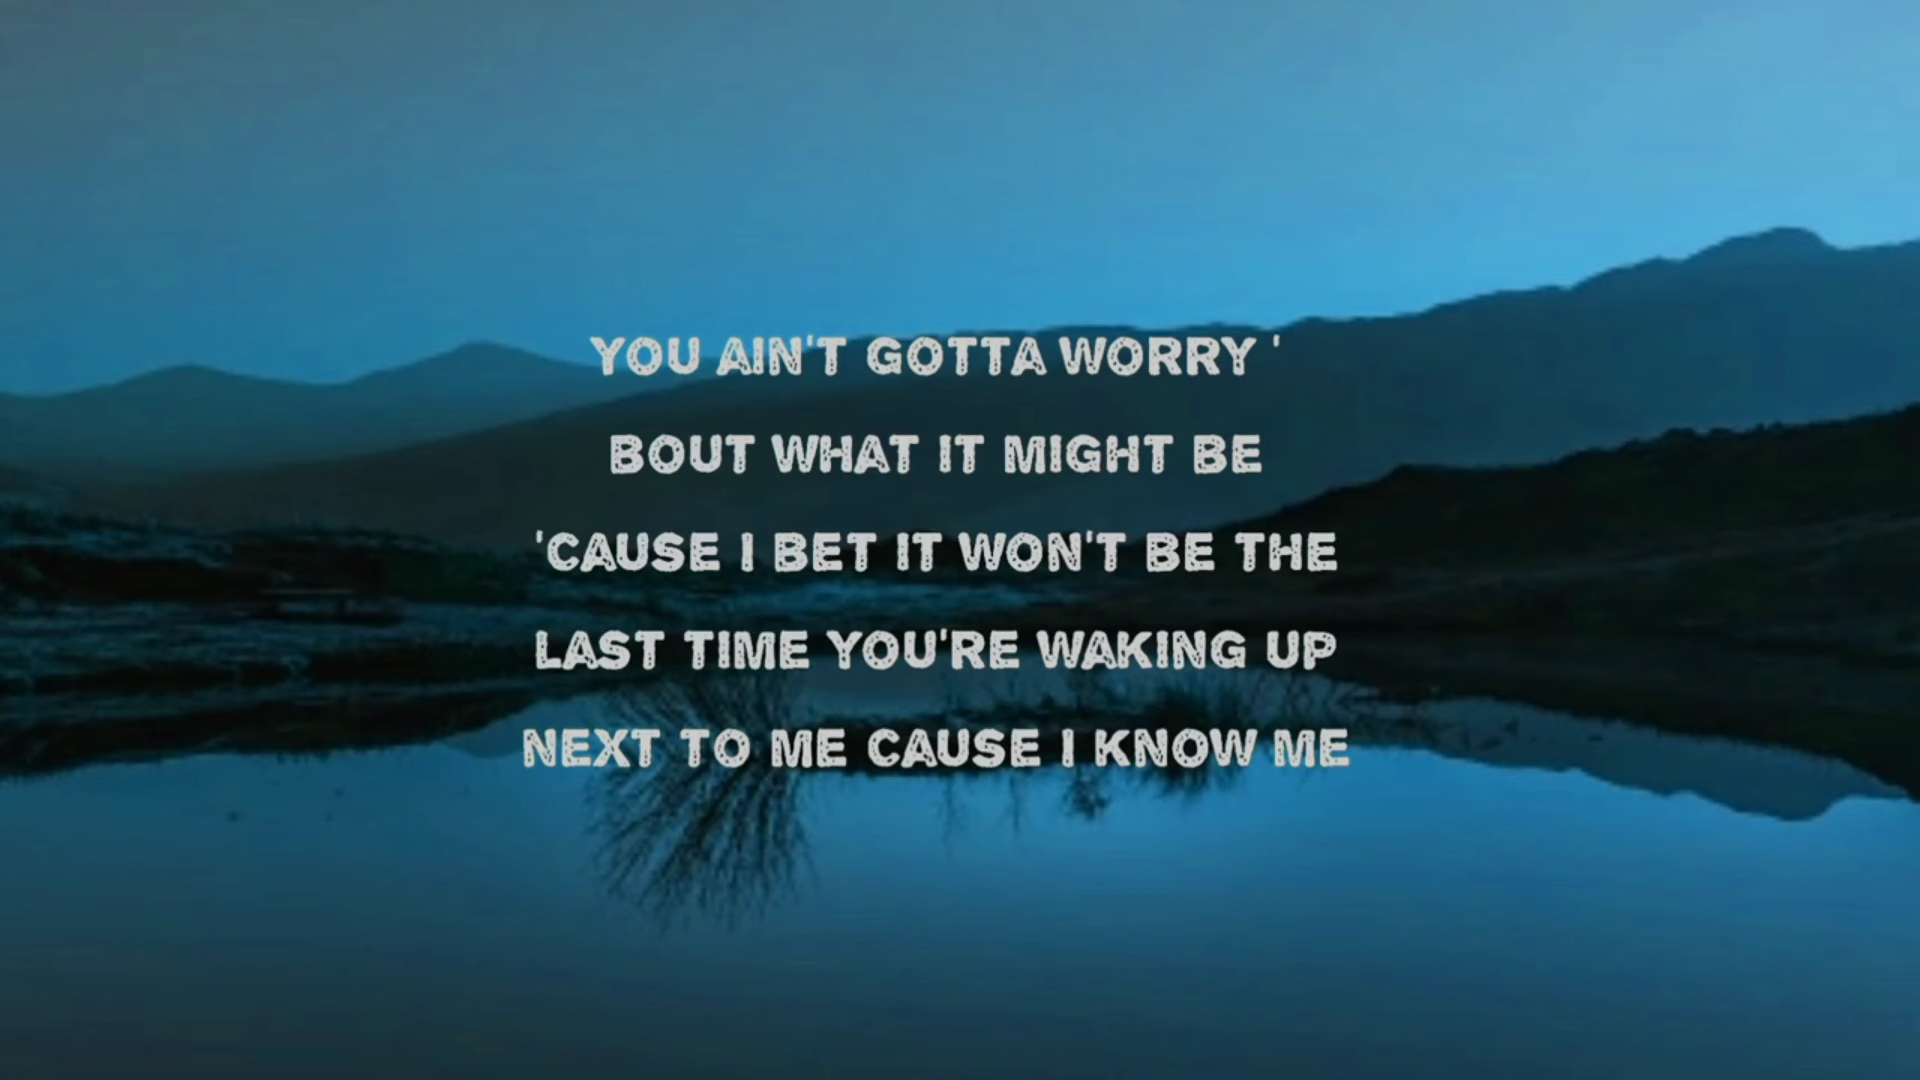 YOU AIN'T GOTTA WORRY '
BOUT WHAT IT MIGHT BE
'CAUSE I BET IT WON'T BE THE
LAST TIME YOU'RE WAKING UP
NEXT TO ME CAUSE I KNOW ME